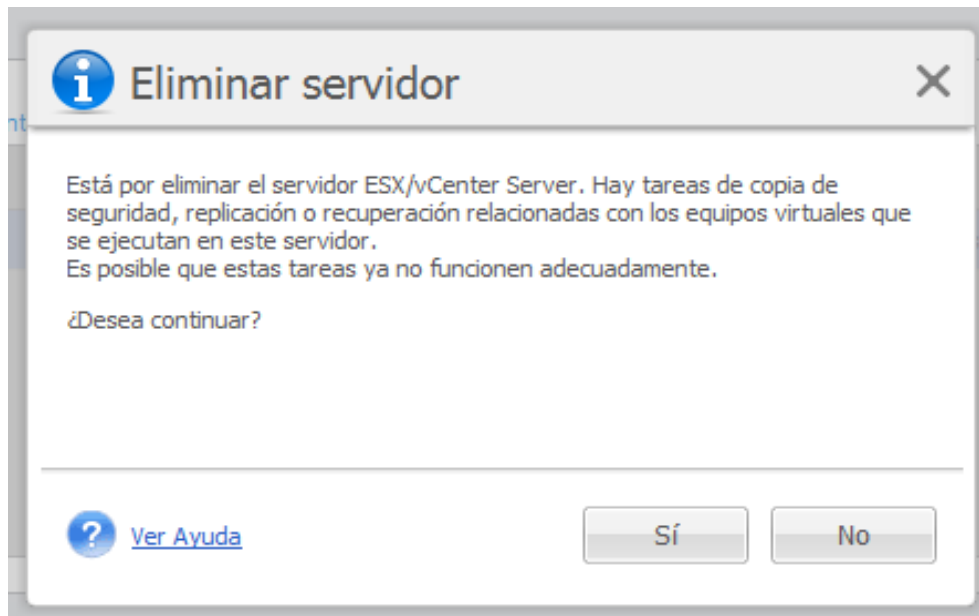 Eliminar servidor
nt
Está por eliminar el servidor ESX/vCenter Server. Hay tareas de copia de
seguridad, replicación o recuperación relacionadas con los equipos virtuales que
se ejecutan en este servidor.
Es posible que estas tareas ya no funcionen adecuadamente.
¿Desea continuar?
Ver Ayuda
Sí
No